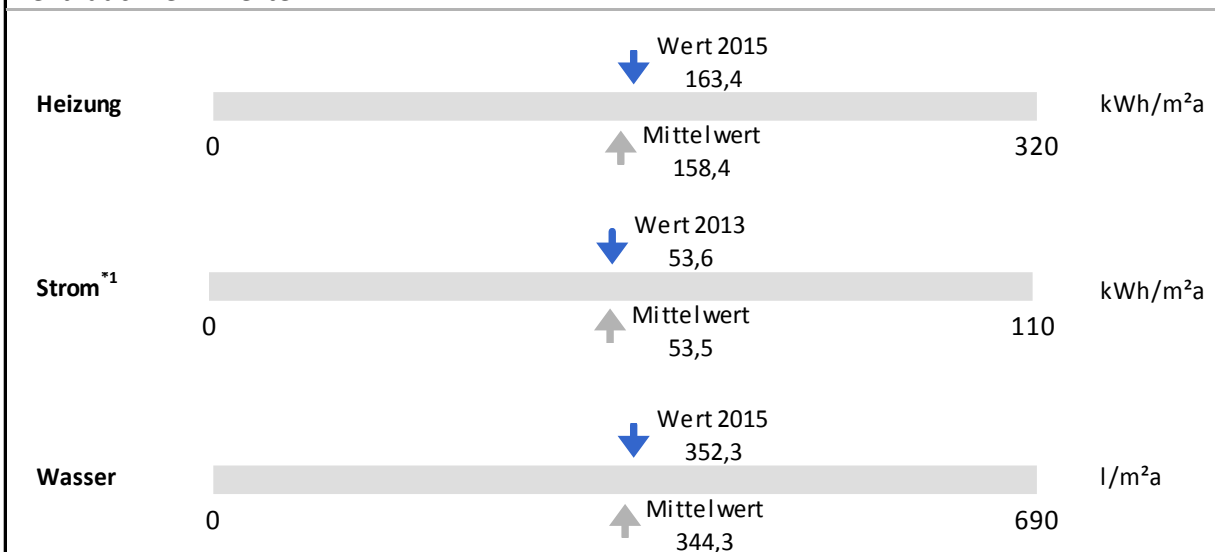 Wert 2015
163,4
Heizung kWh/m²a
0 Mittelwert 320
158,4
Wert 2013
53,6
Strom*1 kWh/m²a
0 Mittelwert 110
53,5
Wert 2015
352,3
Wasser l/m²a
0 Mittelwert 690
344,3